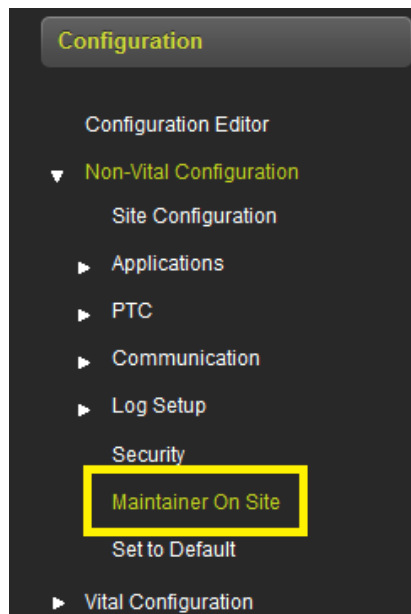 Configuration
Configuration Editor
Non-Vital Configuration
Site Configuration
Applications
PTC
Communication
Log Setup
Security
Maintainer On Site
Set to Default
Vital Configuration